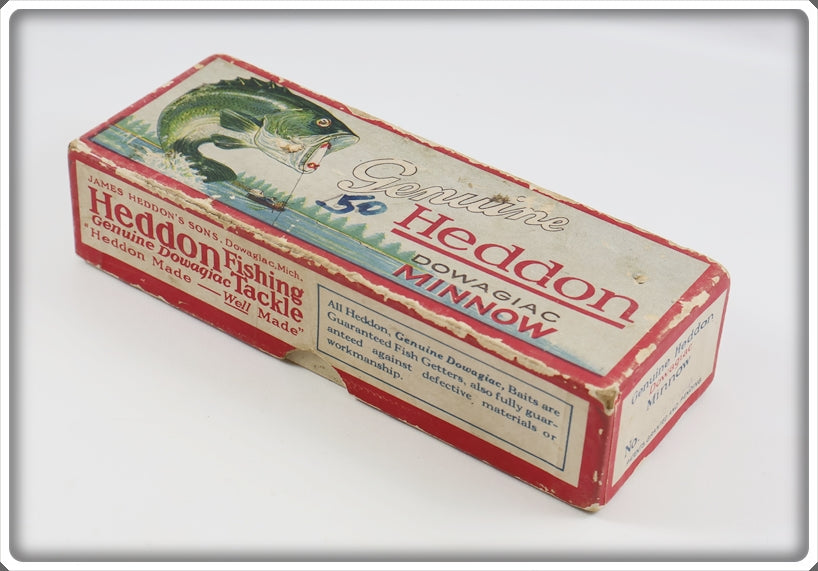 Genuine
.50
Heddon
DOWAGIAC
MINNOW
JAMES HEDDON'S SONS, Dowagiac, Mich.
Heddon Fishing
Genuine Dowagiac Tackle
"Heddon Made — Well Made"
All Heddon, Genuine Dowagiac, Baits are
Guaranteed Fish Getters, also fully guar-
anteed against defective materials or
workmanship.
Genuine Heddon
Dowagiac
Minnow
No.